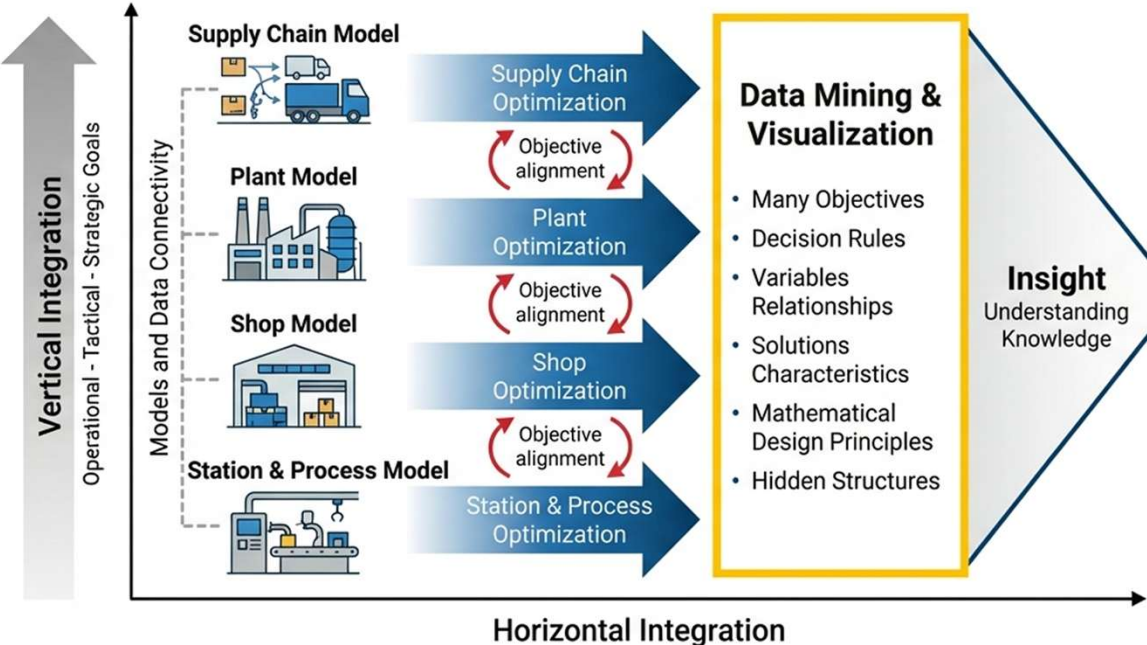 Vertical Integration
Operational - Tactical - Strategic Goals
Models and Data Connectivity
Supply Chain Model
Plant Model
Shop Model
Station & Process Model
Supply Chain
Optimization
Objective
alignment
Plant
Optimization
Objective
alignment
Shop
Optimization
Objective
alignment
Station & Process
Optimization
Data Mining &
Visualization
• Many Objectives
• Decision Rules
• Variables
Relationships
• Solutions
Characteristics
• Mathematical
Design Principles
• Hidden Structures
Insight
Understanding
Knowledge
Horizontal Integration